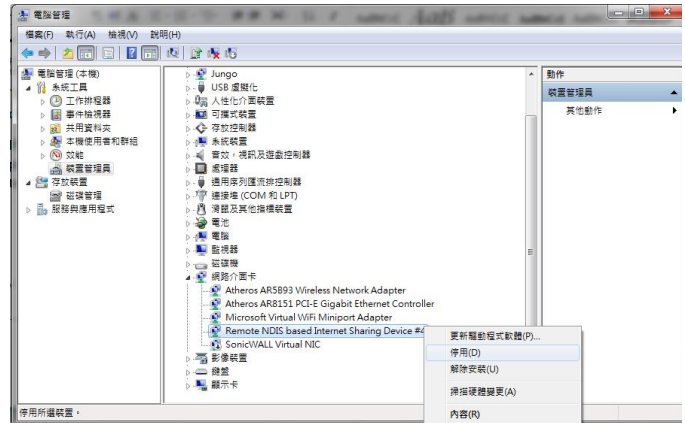 電腦管理
檔案(F) 執行(A) 檢視(V) 說明(H)
電腦管理 (本機)
系統工具
工作排程器
事件檢視器
共用資料夾
本機使用者和群組
效能
裝置管理員
存放裝置
磁碟管理
服務與應用程式
Jungo
USB 虛擬化
人性化介面裝置
可攜式裝置
存放控制器
系統裝置
音效，視訊及遊戲控制器
處理器
通用序列匯流排控制器
連接埠 (COM 和 LPT)
滑鼠及其他指標裝置
電池
電腦
監視器
磁碟機
網路介面卡
Atheros AR5B93 Wireless Network Adapter
Atheros AR8151 PCI-E Gigabit Ethernet Controller
Microsoft Virtual WiFi Miniport Adapter
Remote NDIS based Internet Sharing Device #4
SonicWALL Virtual NIC
影像裝置
鍵盤
顯示卡
更新驅動程式軟體(P)...
停用(D)
解除安裝(U)
掃描硬體變更(A)
內容(R)
動作
裝置管理員
其他動作
停用所選裝置。